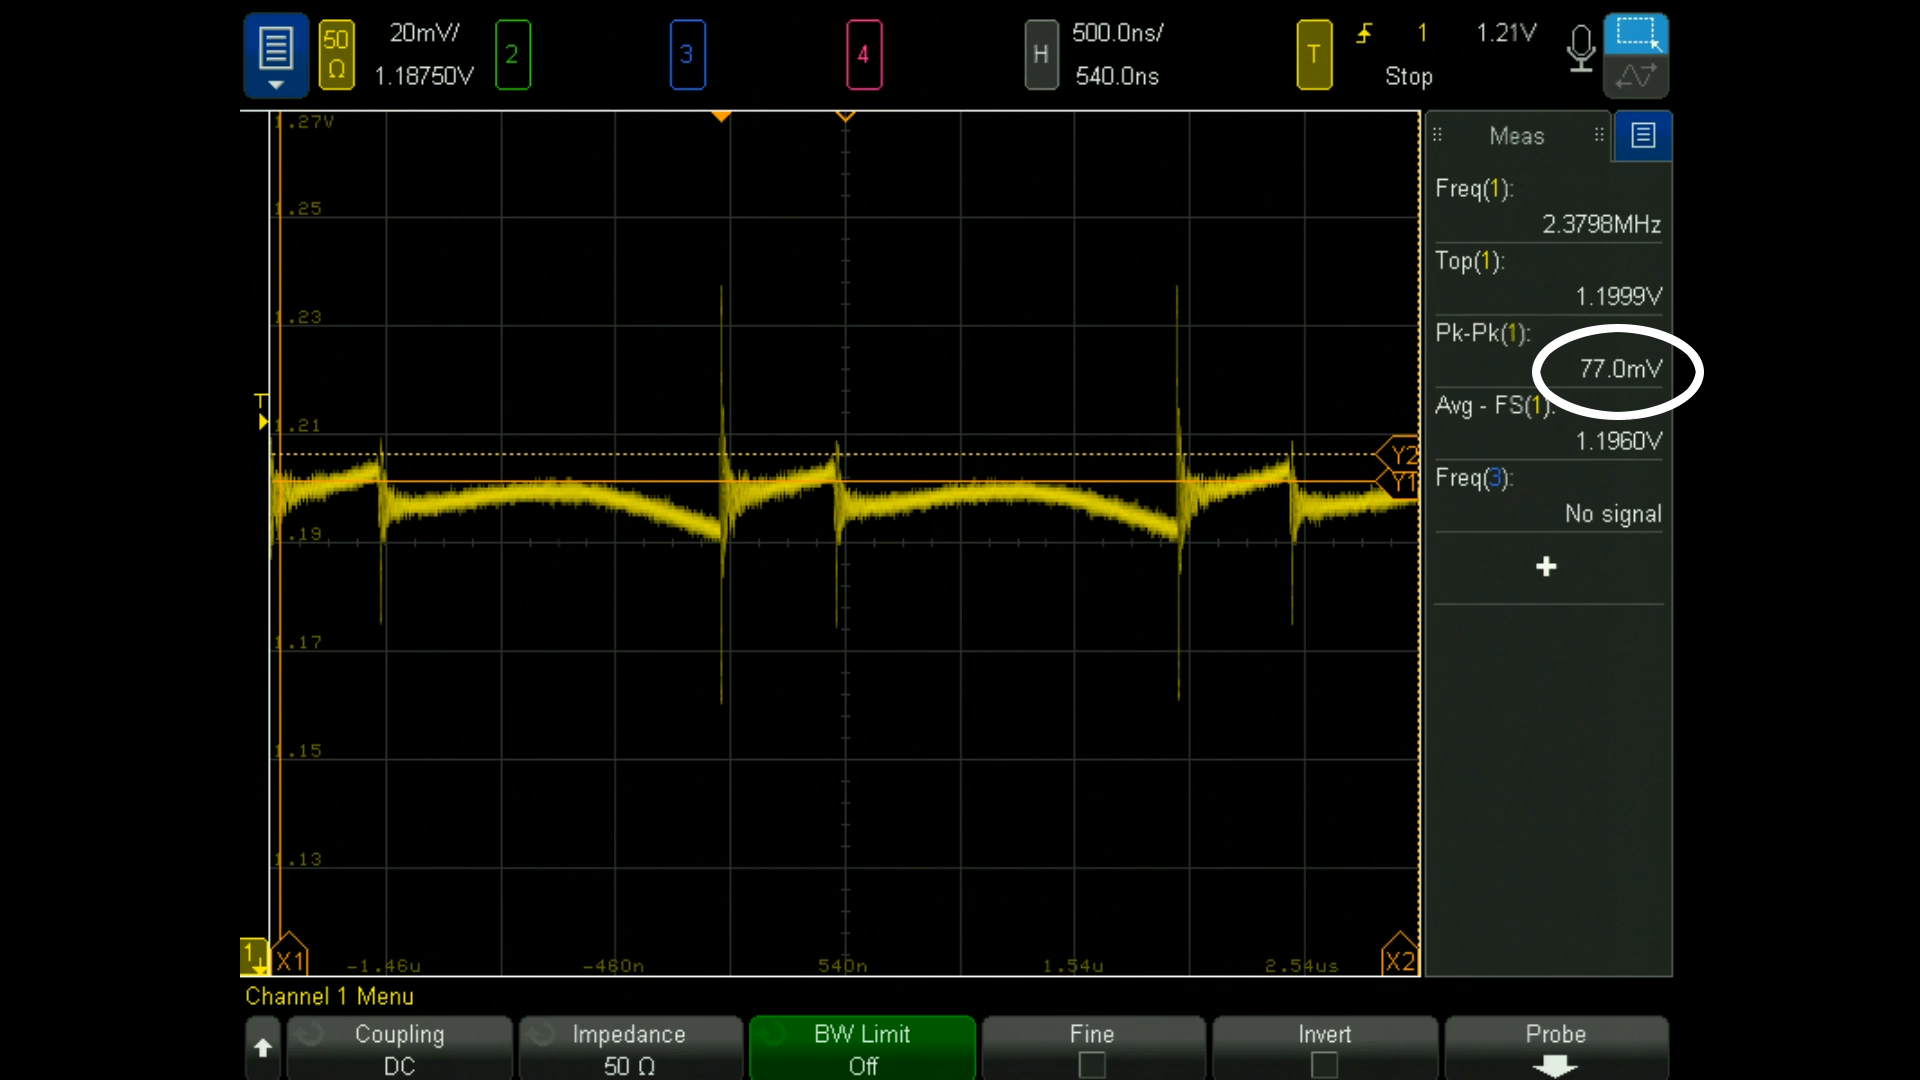 50
Ω
20mV/
1.18750V
2
3
4
H
500.0ns/
540.0ns
T
1
1.21V
Stop
1.27V
1.25
1.23
T
1.21
1.19
1.17
1.15
1.13
Y2
Y1
Meas
Freq(1):
2.3798MHz
Top(1):
1.1999V
Pk-Pk(1):
77.0mV
Avg - FS(1):
1.1960V
Freq(3):
No signal
1
X1
-1.46u
-460n
540n
1.54u
2.54us
X2
Channel 1 Menu
Coupling
DC
Impedance
50 Ω
BW Limit
Off
Fine
Invert
Probe